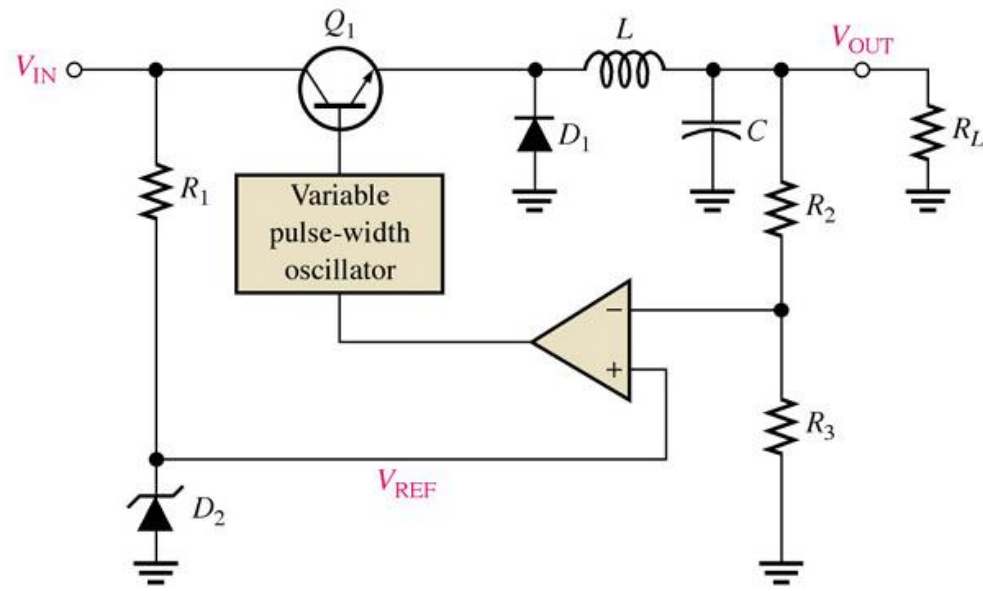 Q1
L
VOUT
VIN
D1
C
RL
R1
Variable
pulse-width
oscillator
R2
−
+
R3
VREF
D2